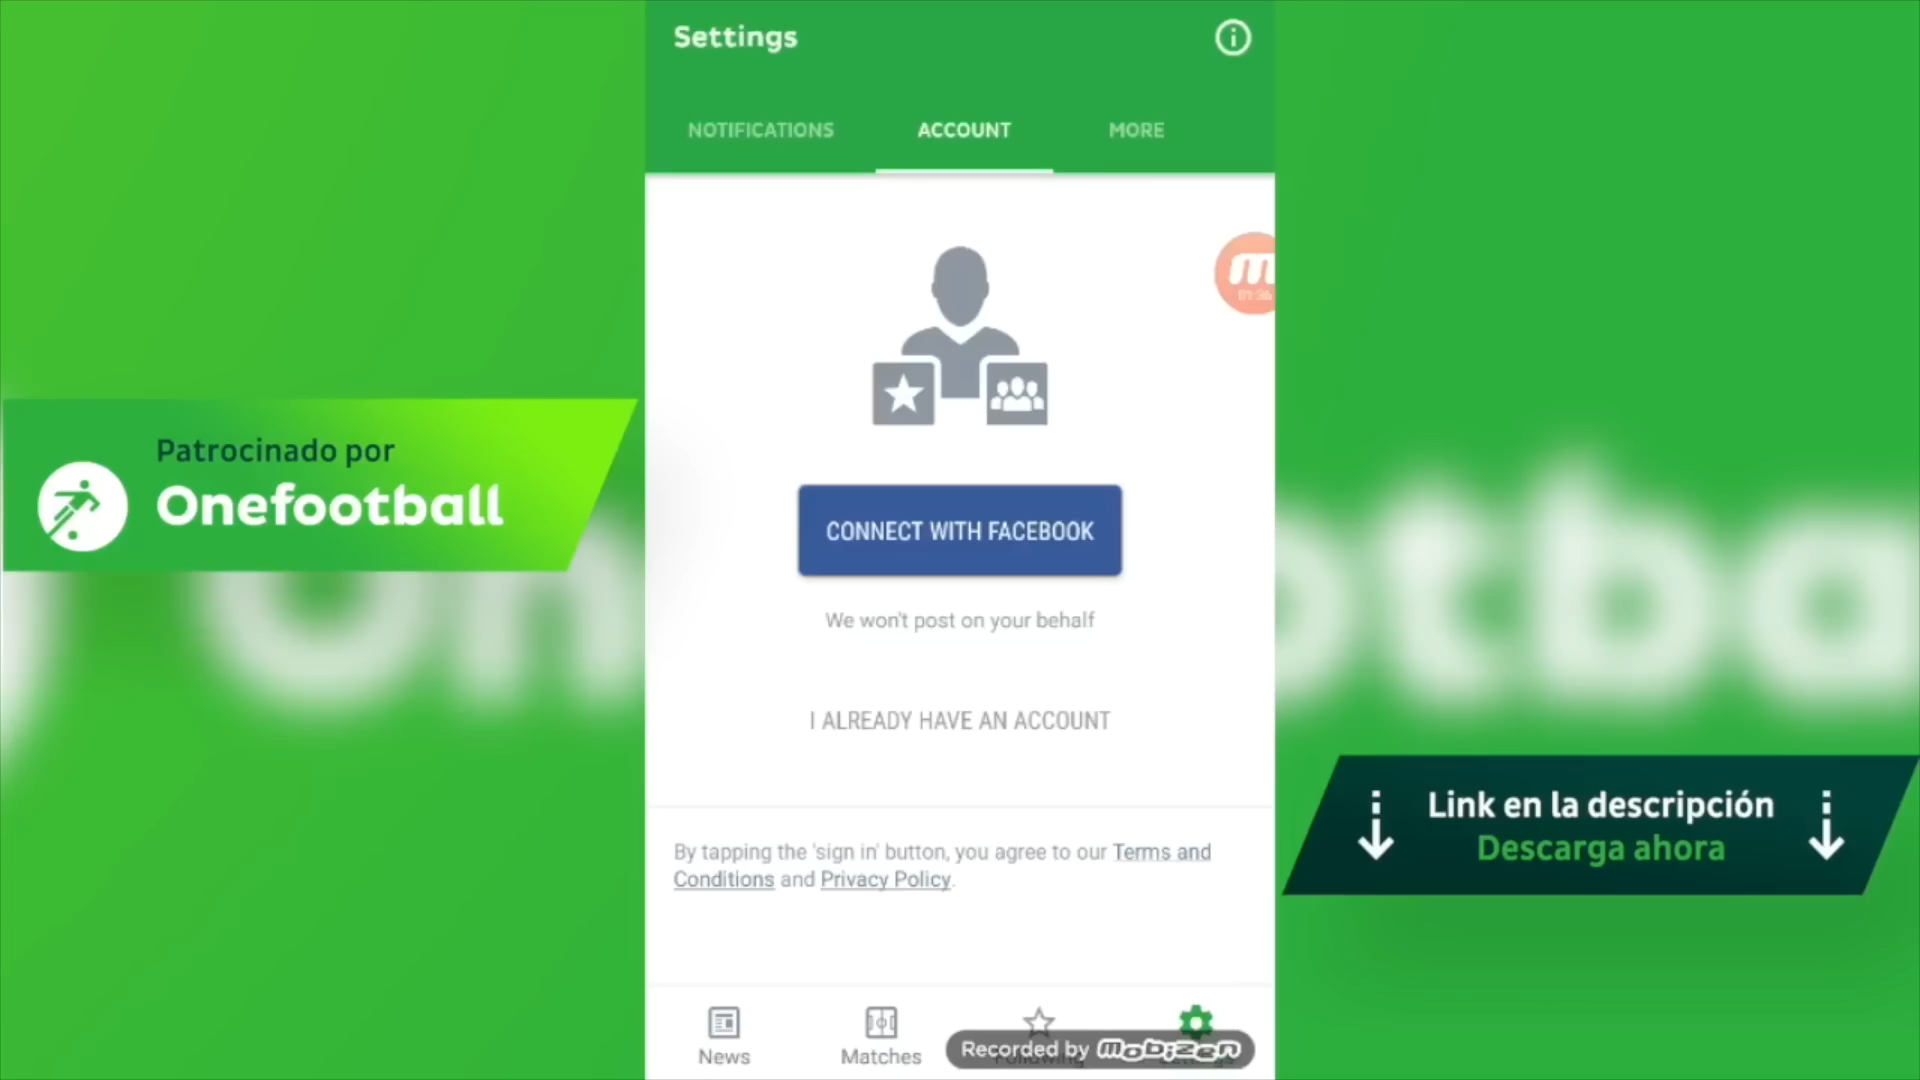 Settings
NOTIFICATIONS ACCOUNT MORE
01:36
Patrocinado por
Onefootball
CONNECT WITH FACEBOOK
We won't post on your behalf
I ALREADY HAVE AN ACCOUNT
Link en la descripción
Descarga ahora
By tapping the 'sign in' button, you agree to our Terms and
Conditions and Privacy Policy.
News Matches
Recorded by mobizen